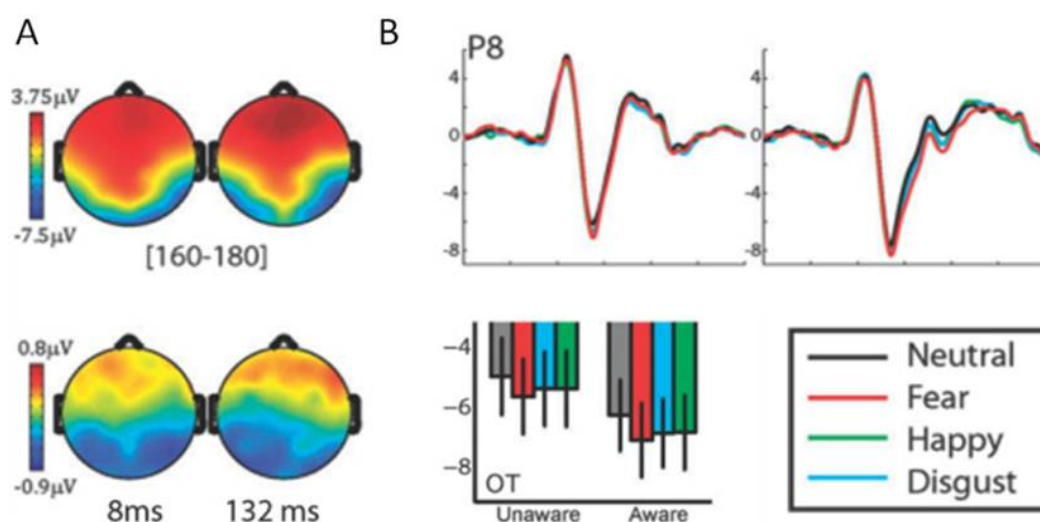 A
B
3.75µV
-7.5µV
[160-180]
0.8µV
-0.9µV
8ms
132 ms
P8
4
0
-4
-8
4
0
-4
-8
−4
−6
−8
OT
Unaware
Aware
Neutral
Fear
Happy
Disgust